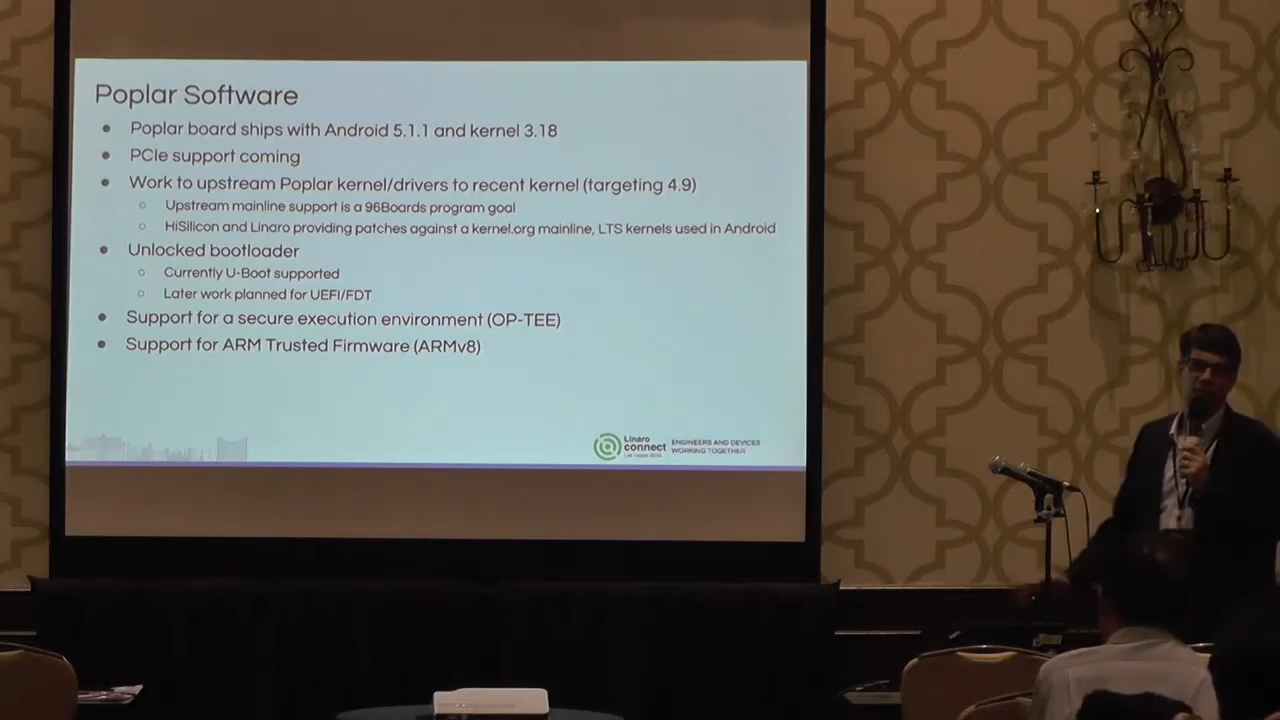 Poplar Software
● Poplar board ships with Android 5.1.1 and kernel 3.18
● PCIe support coming
● Work to upstream Poplar kernel/drivers to recent kernel (targeting 4.9)
○ Upstream mainline support is a 96Boards program goal
○ HiSilicon and Linaro providing patches against a kernel.org mainline, LTS kernels used in Android
● Unlocked bootloader
○ Currently U-Boot supported
○ Later work planned for UEFI/FDT
● Support for a secure execution environment (OP-TEE)
● Support for ARM Trusted Firmware (ARMv8)
Linaro
connect
Las Vegas 2016
ENGINEERS AND DEVICES
WORKING TOGETHER